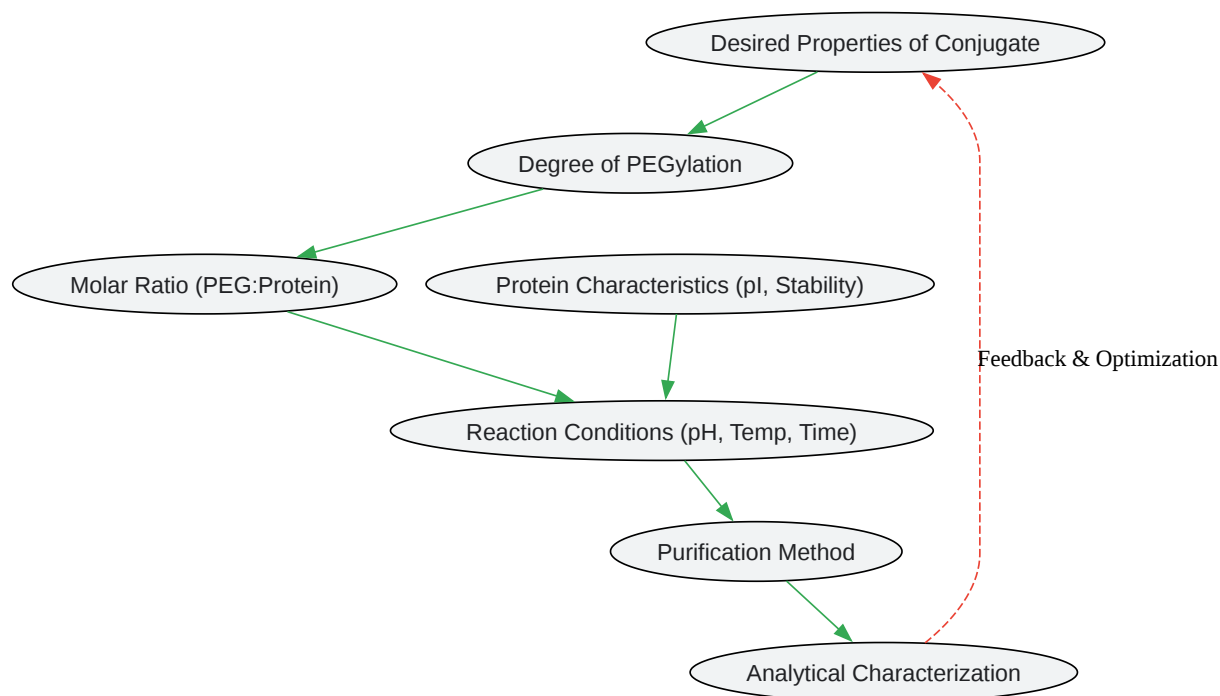 Desired Properties of Conjugate
Degree of PEGylation
Molar Ratio (PEG:Protein)
Protein Characteristics (pI, Stability)
Feedback & Optimization
Reaction Conditions (pH, Temp, Time)
Purification Method
Analytical Characterization